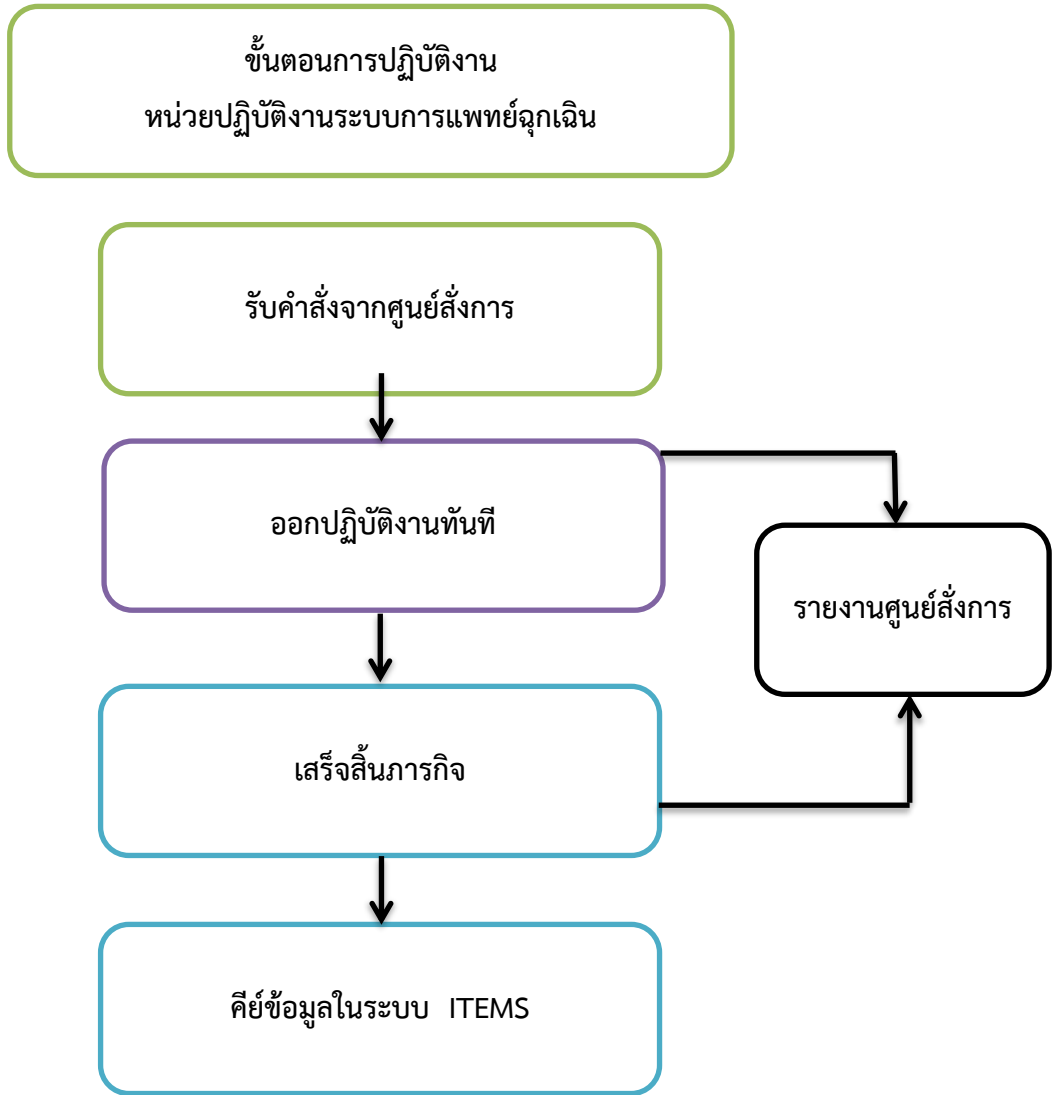 ขั้นตอนการปฏิบัติงาน
หน่วยปฏิบัติงานระบบการแพทย์ฉุกเฉิน
รับคำสั่งจากศูนย์สั่งการ
ออกปฏิบัติงานทันที
รายงานศูนย์สั่งการ
เสร็จสิ้นภารกิจ
คีย์ข้อมูลในระบบ ITEMS